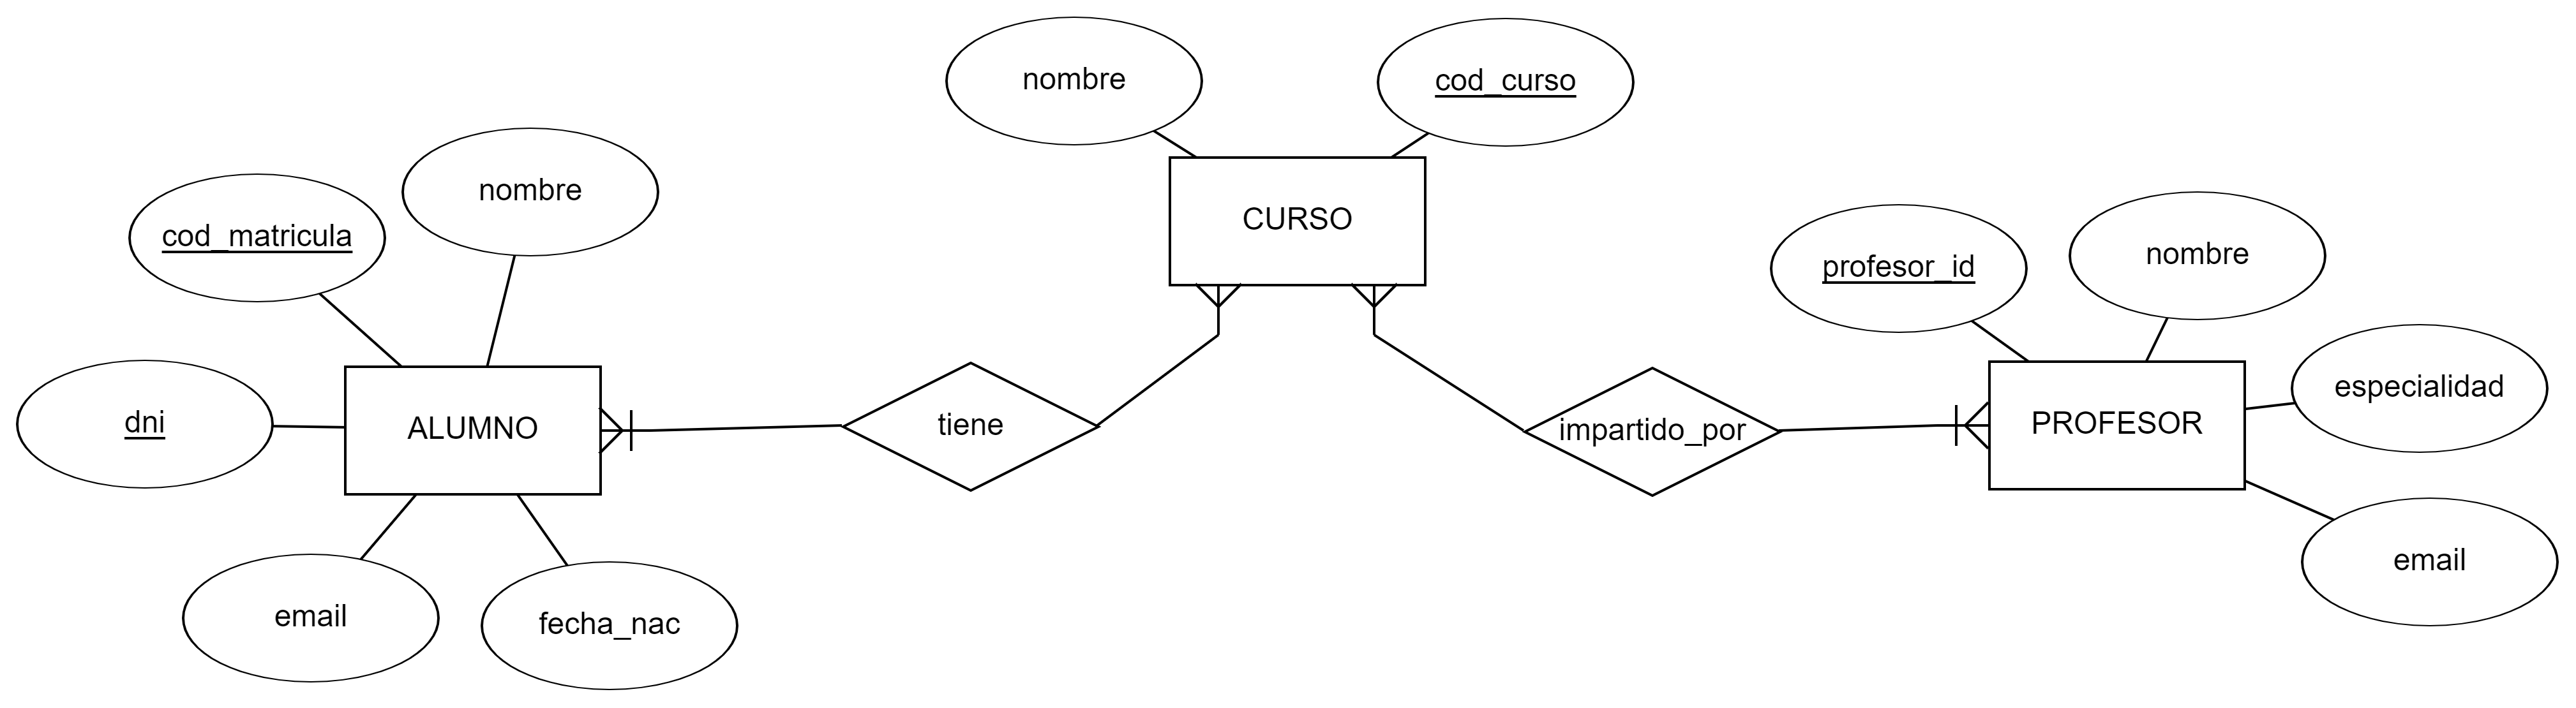 nombre
cod_curso
nombre
cod_matricula
CURSO
nombre
profesor_id
especialidad
dni
ALUMNO
tiene
impartido_por
PROFESOR
email
email
fecha_nac